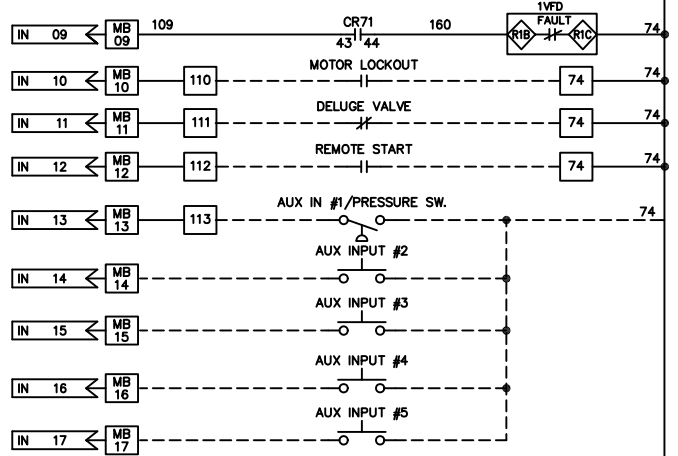 1VFD
IN 09 MB 09 109 CR71 43 44 160 R1B FAULT R1C 74
MOTOR LOCKOUT
IN 10 MB 10 110 74 74
DELUGE VALVE
IN 11 MB 11 111 74 74
REMOTE START
IN 12 MB 12 112 74 74
AUX IN #1/PRESSURE SW.
IN 13 MB 13 113 74
AUX INPUT #2
IN 14 MB 14
AUX INPUT #3
IN 15 MB 15
AUX INPUT #4
IN 16 MB 16
AUX INPUT #5
IN 17 MB 17